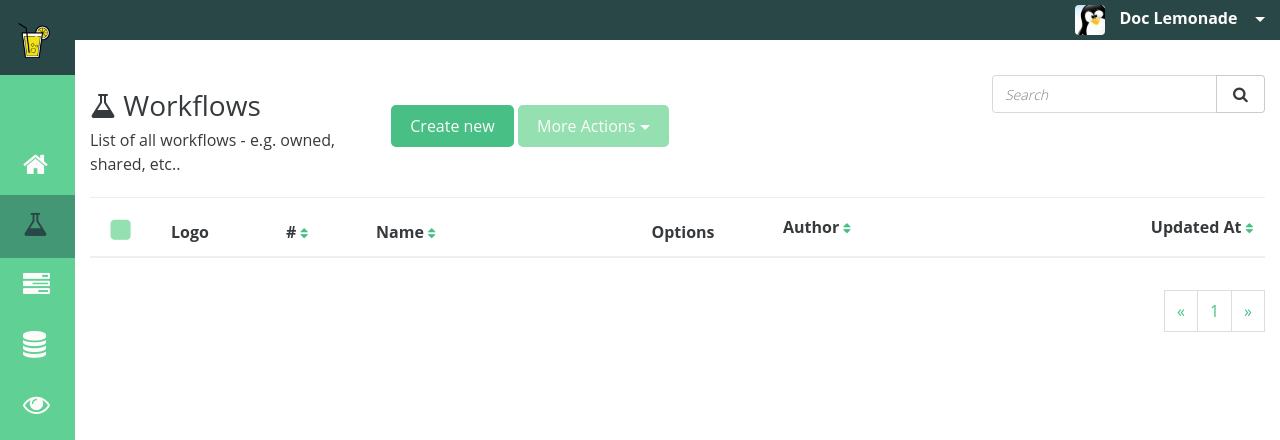 Doc Lemonade
Workflows
List of all workflows - e.g. owned,
shared, etc..
Create new
More Actions
Search
Logo # Name Options Author Updated At
« 1 »